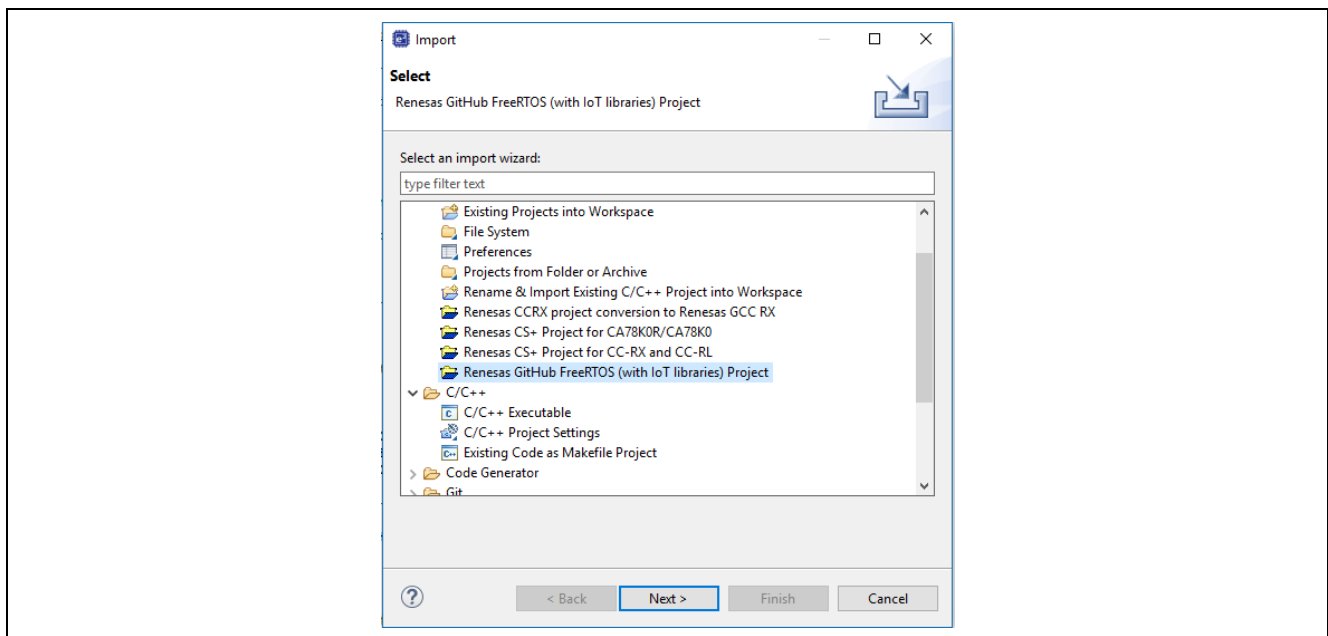 Import
Select
Renesas GitHub FreeRTOS (with IoT libraries) Project
Select an import wizard:
type filter text
Existing Projects into Workspace
File System
Preferences
Projects from Folder or Archive
Rename & Import Existing C/C++ Project into Workspace
Renesas CCRX project conversion to Renesas GCC RX
Renesas CS+ Project for CA78K0R/CA78K0
Renesas CS+ Project for CC-RX and CC-RL
Renesas GitHub FreeRTOS (with IoT libraries) Project
C/C++
C/C++ Executable
C/C++ Project Settings
Existing Code as Makefile Project
Code Generator
Git
< Back Next > Finish Cancel